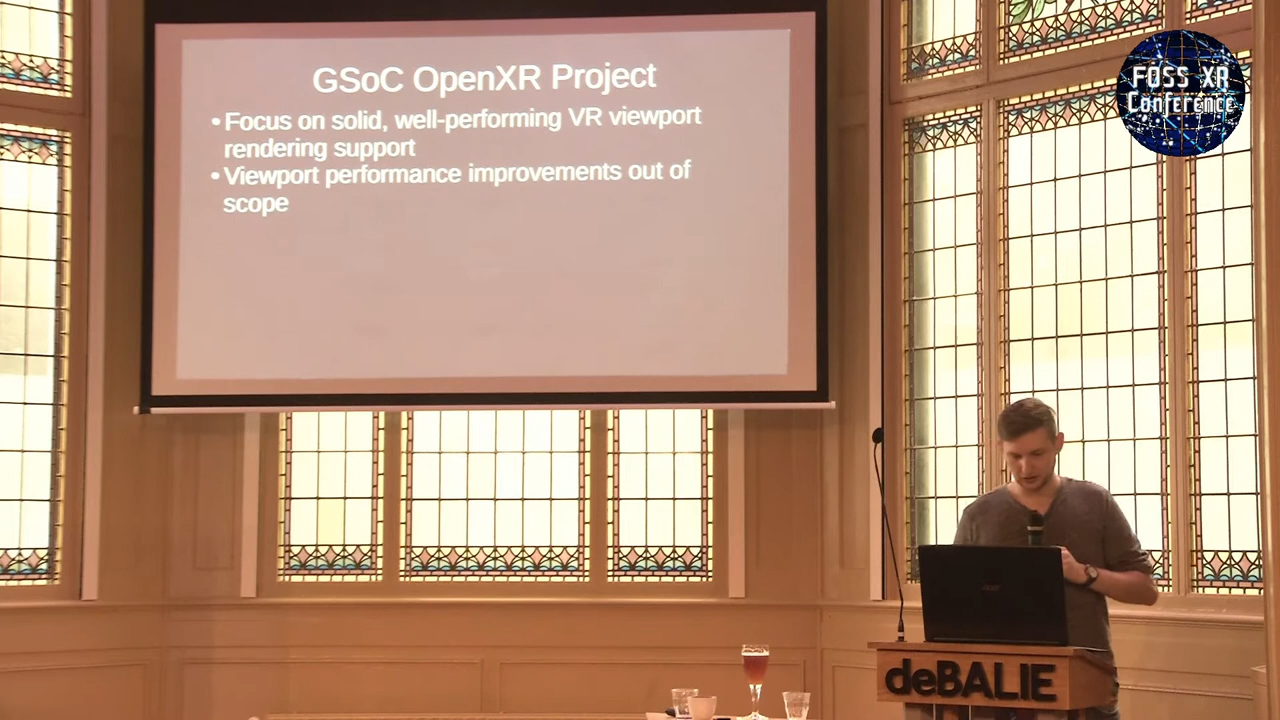 GSoC OpenXR Project
•Focus on solid, well-performing VR viewport
rendering support
•Viewport performance improvements out of
scope
FOSS XR
Conference
acer
deBALIE